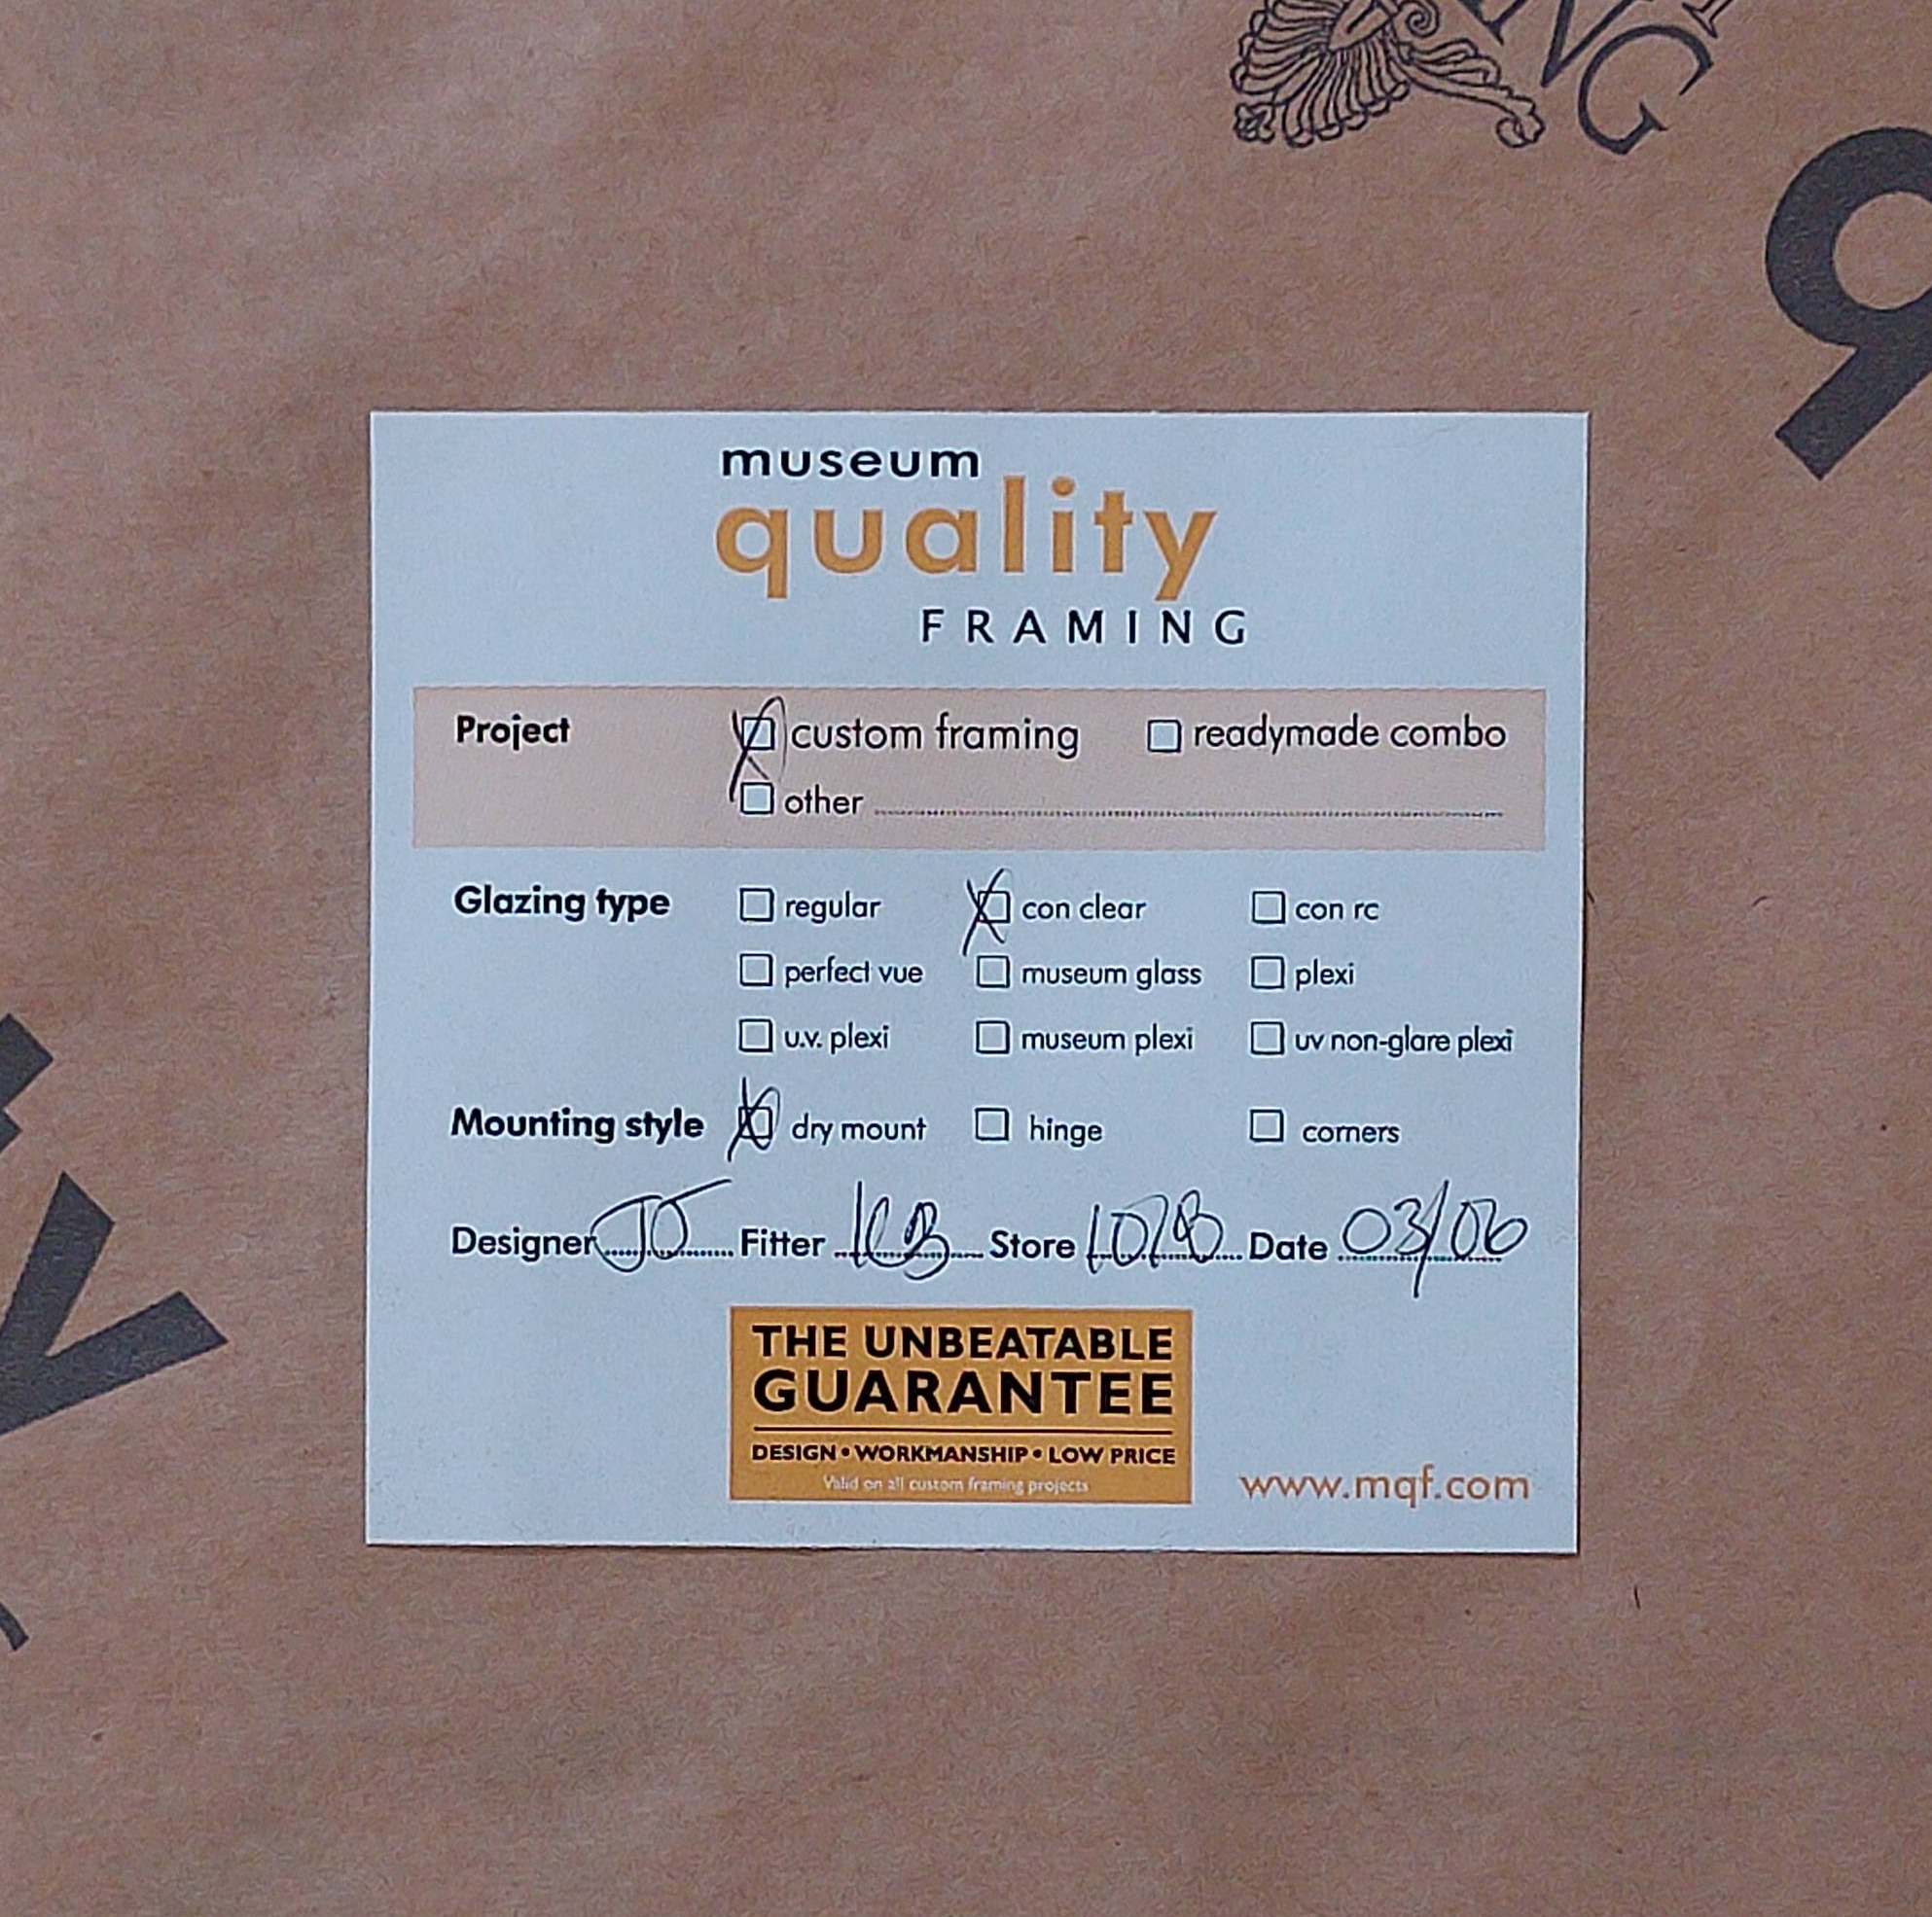 ING
9
museum
quality
FRAMING
Project custom framing readymade combo
other
Glazing type regular con clear con rc
perfect vue museum glass plexi
u.v. plexi museum plexi uv non-glare plexi
Mounting style dry mount hinge corners
Designer JO Fitter KB Store Date 03/06
THE UNBEATABLE
GUARANTEE
DESIGN • WORKMANSHIP • LOW PRICE
Valid on all custom framing projects
www.mqf.com